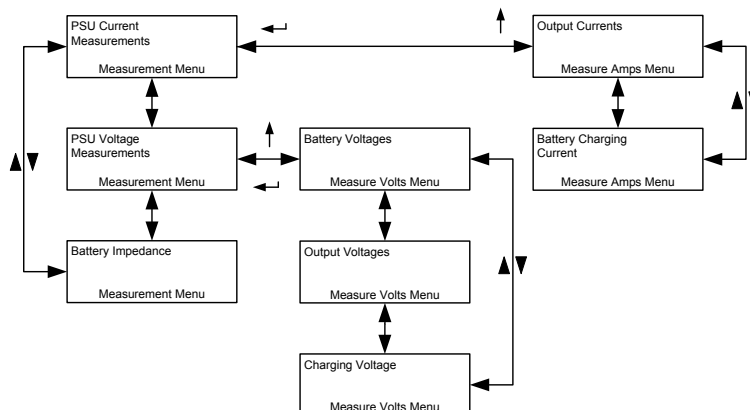 PSU Current
Measurements
Measurement Menu
Output Currents
Measure Amps Menu
PSU Voltage
Measurements
Measurement Menu
Battery Voltages
Measure Volts Menu
Battery Charging
Current
Measure Amps Menu
Battery Impedance
Measurement Menu
Output Voltages
Measure Volts Menu
Charging Voltage
Measure Volts Menu